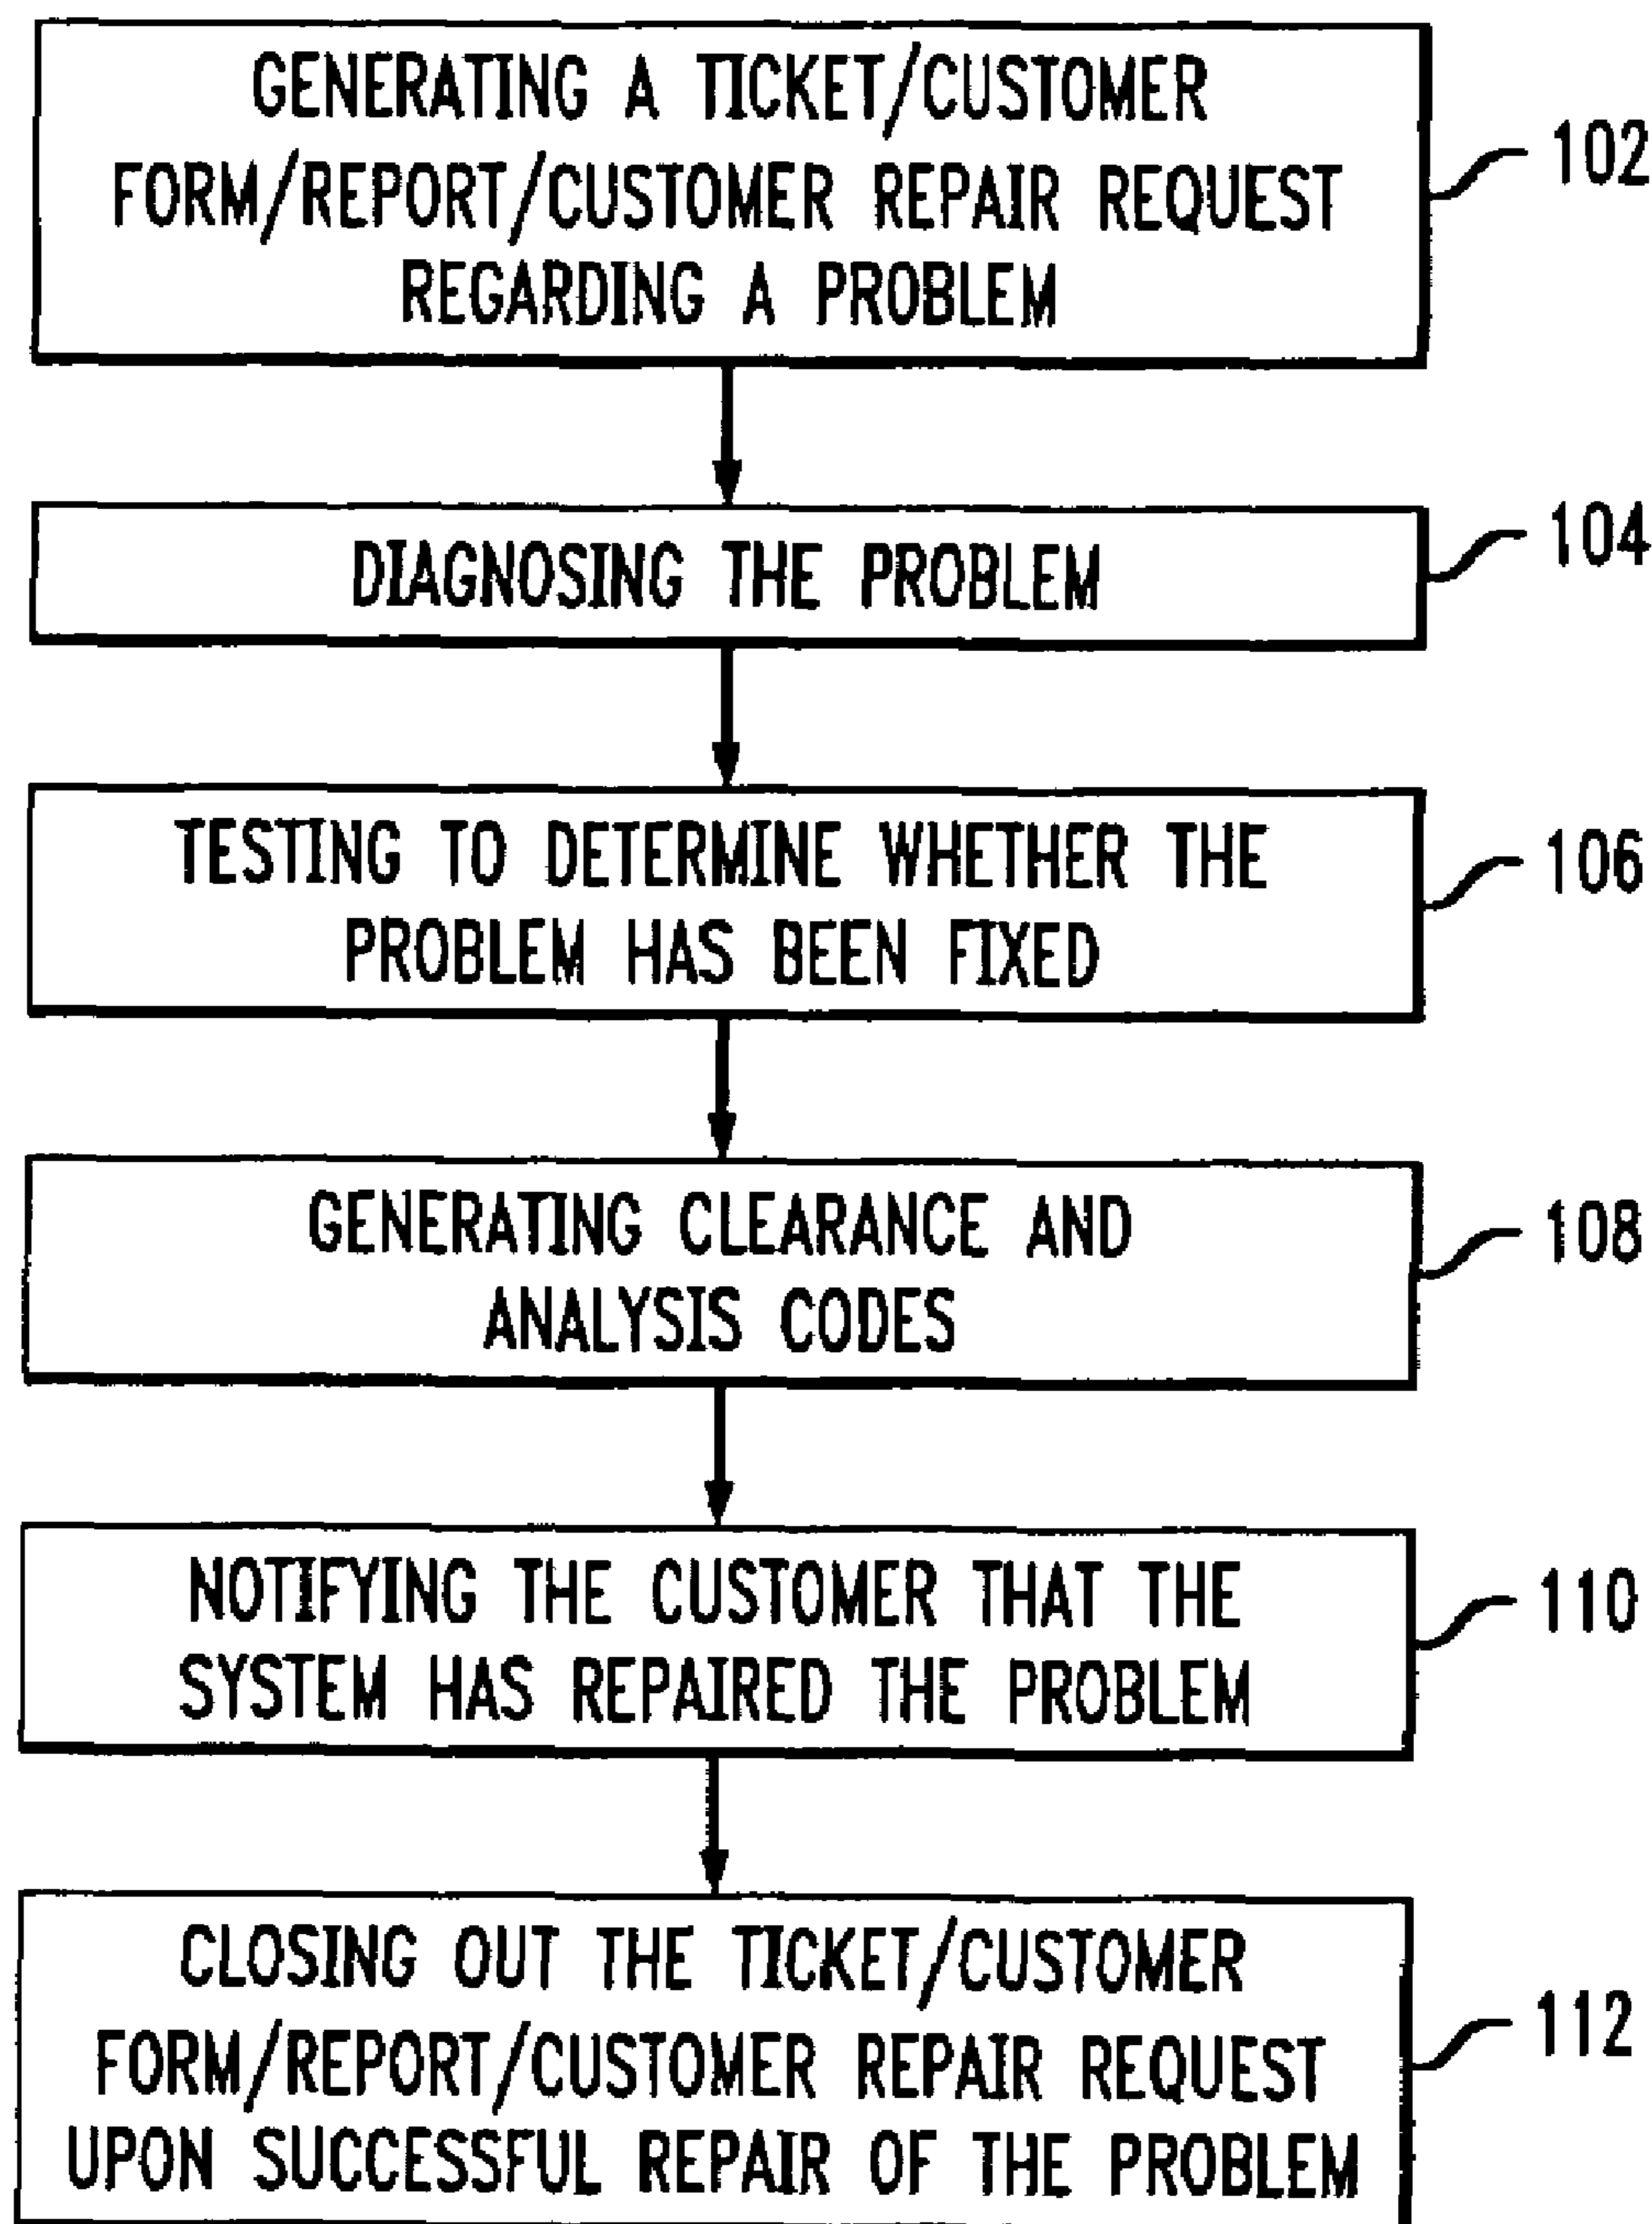 GENERATING A TICKET/CUSTOMER
FORM/REPORT/CUSTOMER REPAIR REQUEST
REGARDING A PROBLEM
102
DIAGNOSING THE PROBLEM
104
TESTING TO DETERMINE WHETHER THE
PROBLEM HAS BEEN FIXED
106
GENERATING CLEARANCE AND
ANALYSIS CODES
108
NOTIFYING THE CUSTOMER THAT THE
SYSTEM HAS REPAIRED THE PROBLEM
110
CLOSING OUT THE TICKET/CUSTOMER
FORM/REPORT/CUSTOMER REPAIR REQUEST
UPON SUCCESSFUL REPAIR OF THE PROBLEM
112